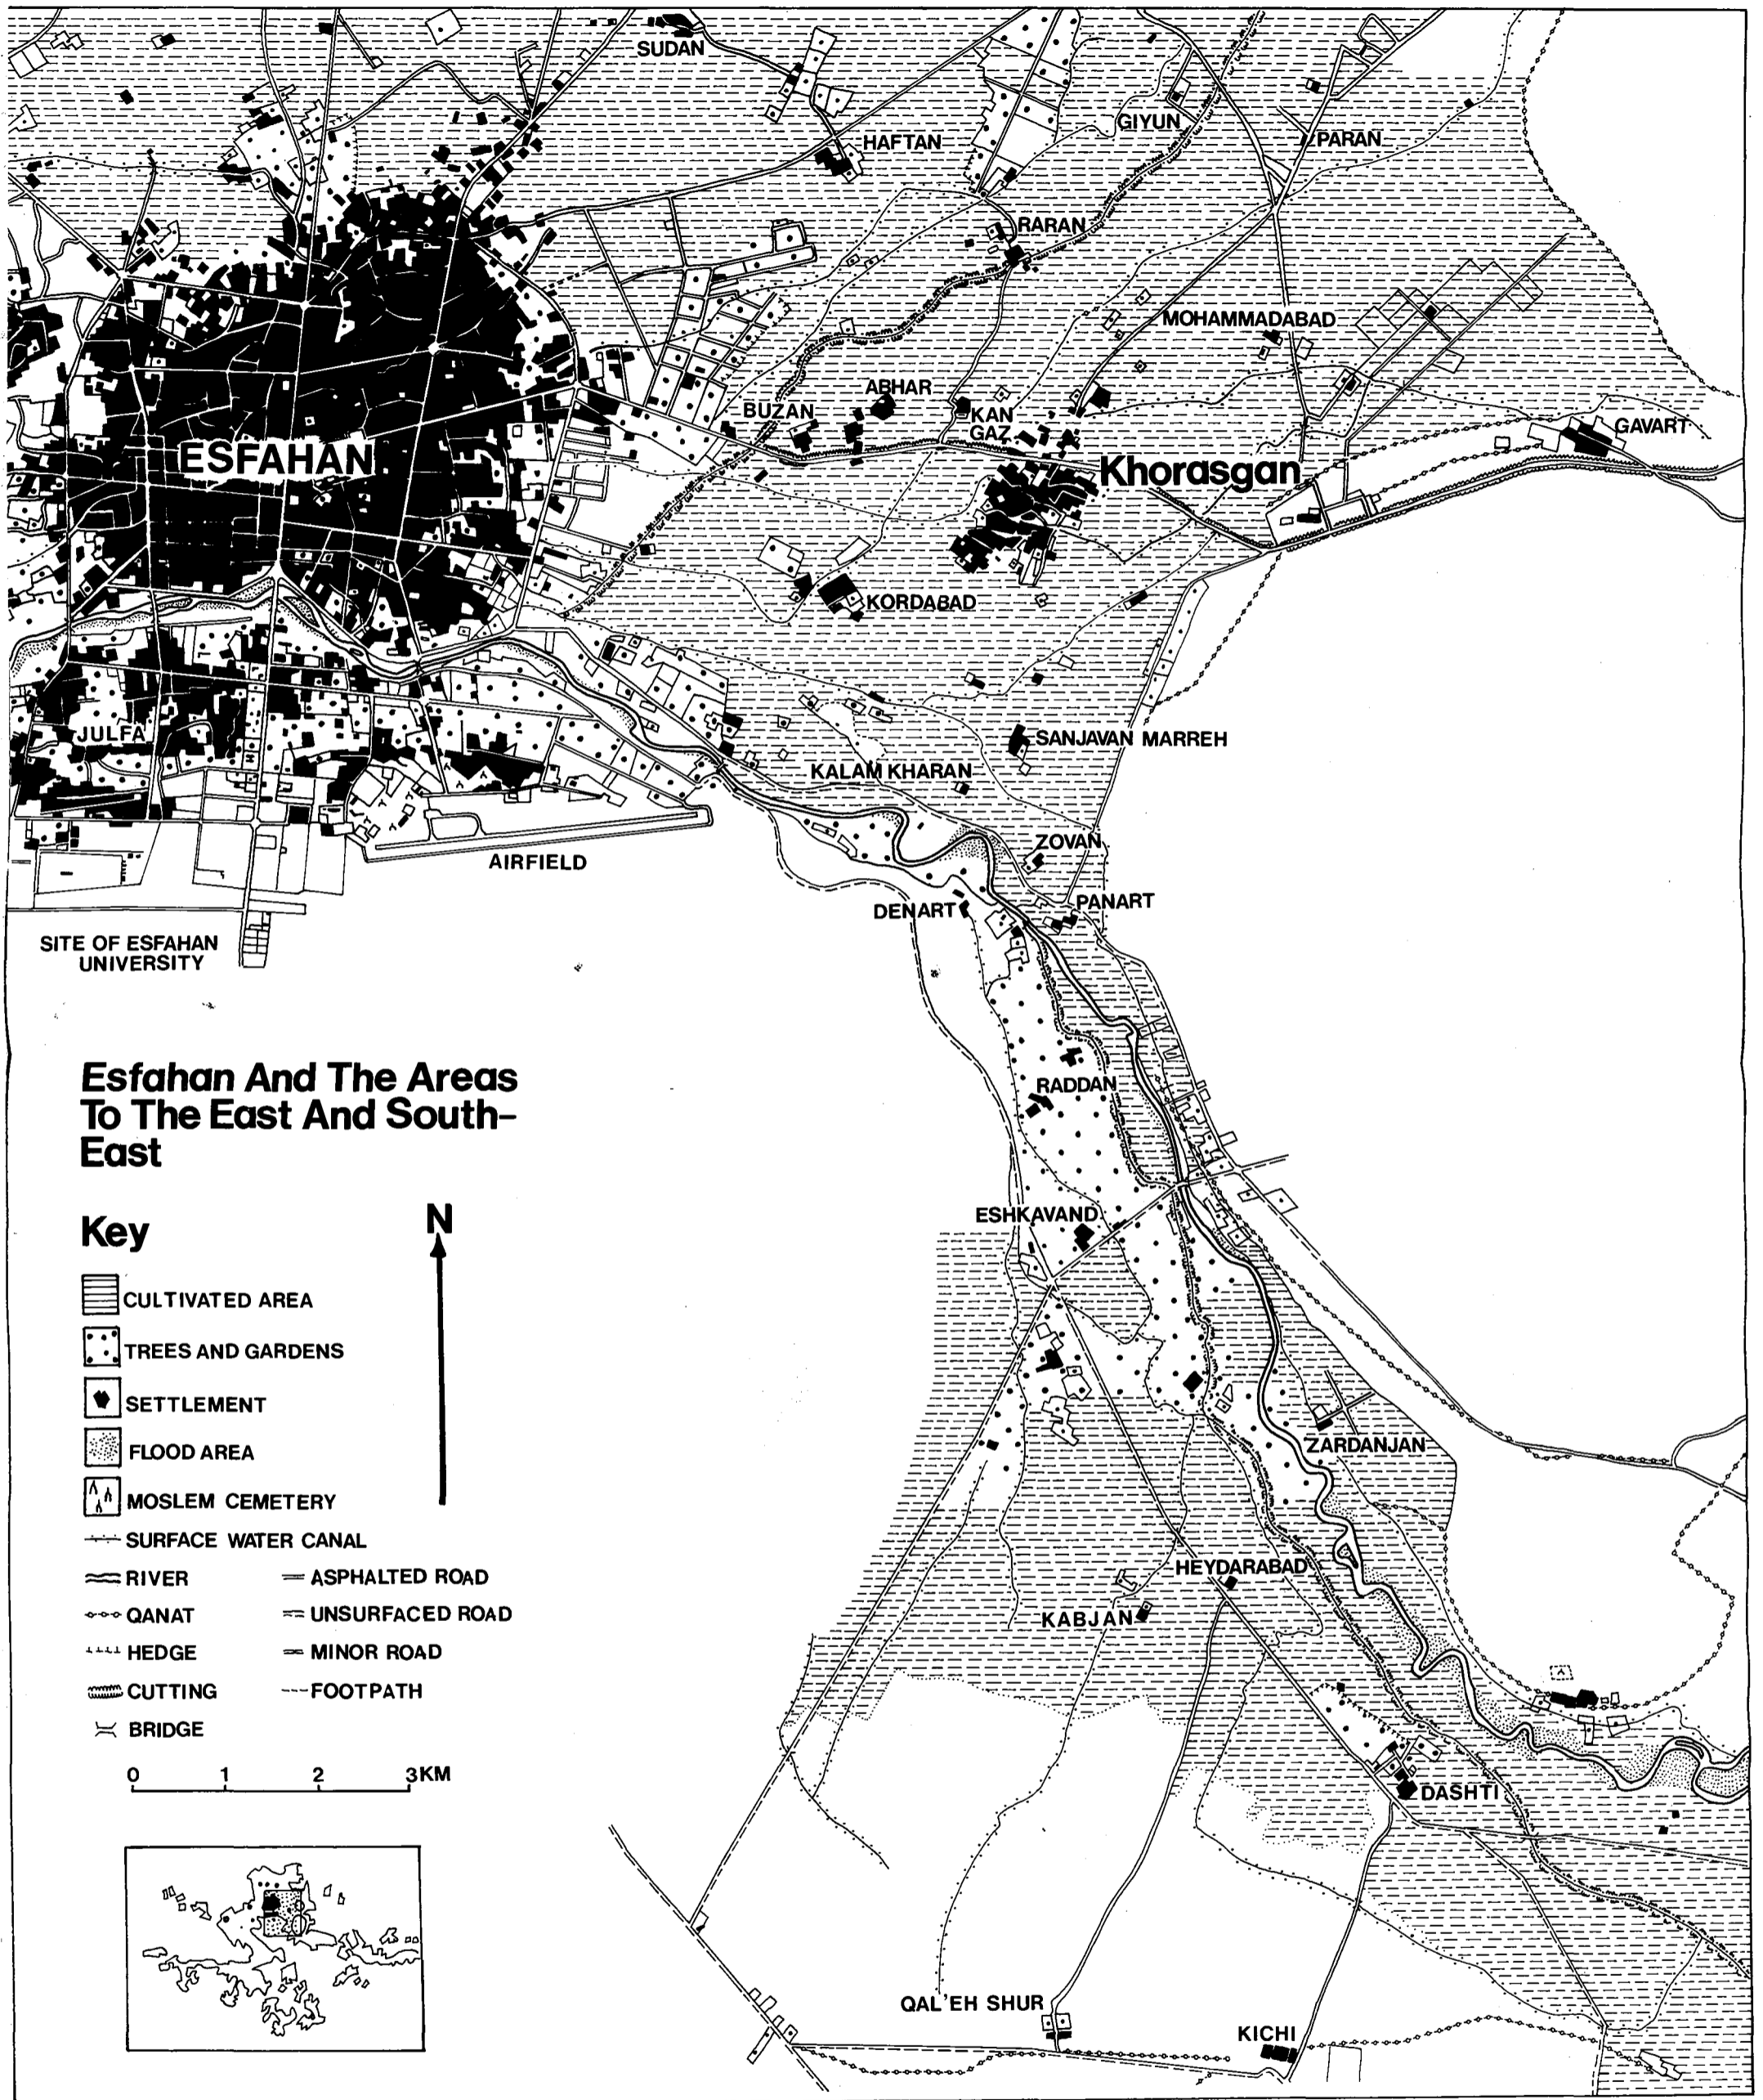 SUDAN
HAFTAN
GIYUN
PARAN
RARAN
MOHAMMADABAD
ABHAR
BUZAN
KAN
GAZ
GAVART
ESFAHAN
Khorasgan
KORDABAD
JULFA
SANJAVAN MARREH
KALAM KHARAN
ZOVAN
AIRFIELD
PANART
DENART
SITE OF ESFAHAN
UNIVERSITY
RADDAN
Esfahan And The Areas
To The East And South-
East
ESHKAVAND
Key
N
CULTIVATED AREA
TREES AND GARDENS
SETTLEMENT
FLOOD AREA
MOSLEM CEMETERY
SURFACE WATER CANAL
RIVER
ASPHALTED ROAD
QANAT
UNSURFACED ROAD
HEDGE
MINOR ROAD
CUTTING
FOOTPATH
BRIDGE
0 1 2 3KM
ZARDANJAN
HEYDARABAD
KABJAN
DASHTI
QAL'EH SHUR
KICHI